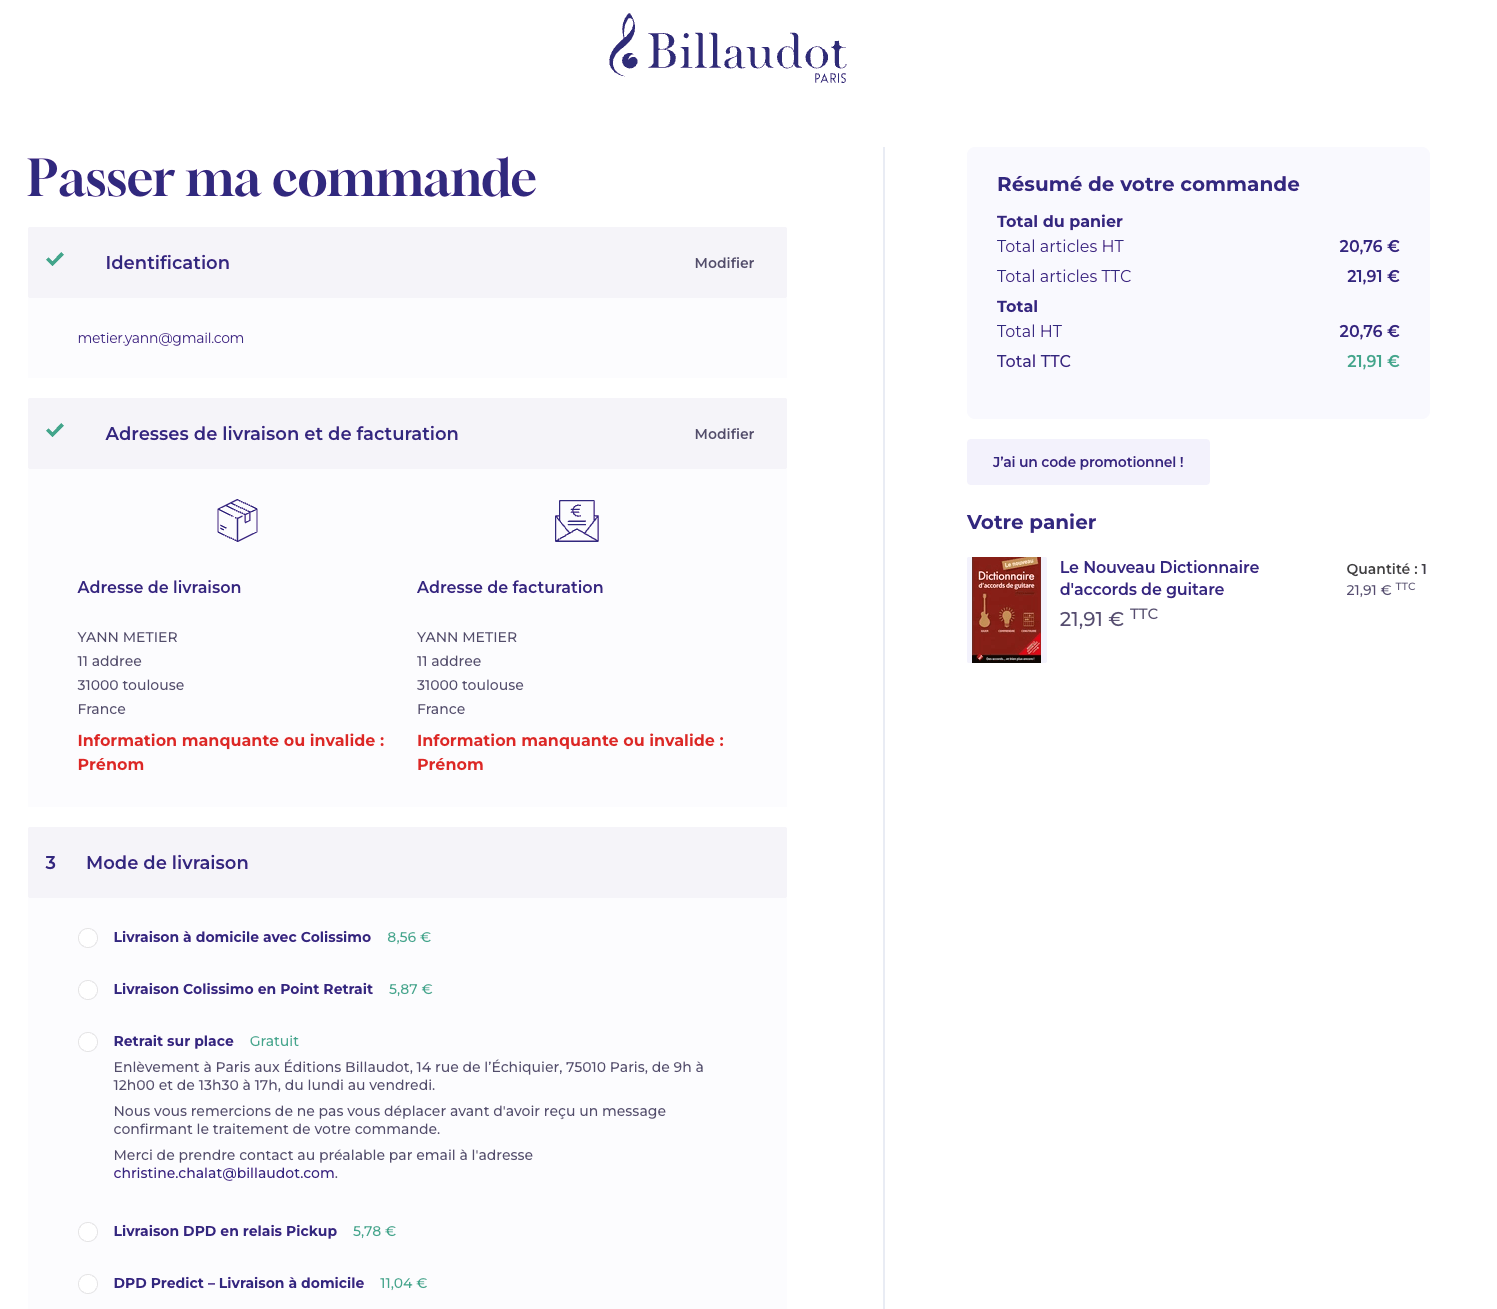 Billaudot
PARIS
Passer ma commande
Identification
Modifier
metier.yann@gmail.com
Adresses de livraison et de facturation
Modifier
€
Adresse de livraison
YANN METIER
11 addree
31000 toulouse
France
Information manquante ou invalide :
Prénom
Adresse de facturation
YANN METIER
11 addree
31000 toulouse
France
Information manquante ou invalide :
Prénom
3 Mode de livraison
Livraison à domicile avec Colissimo 8,56 €
Livraison Colissimo en Point Retrait 5,87 €
Retrait sur place Gratuit
Enlèvement à Paris aux Éditions Billaudot, 14 rue de l’Échiquier, 75010 Paris, de 9h à
12h00 et de 13h30 à 17h, du lundi au vendredi.
Nous vous remercions de ne pas vous déplacer avant d'avoir reçu un message
confirmant le traitement de votre commande.
Merci de prendre contact au préalable par email à l'adresse
christine.chalat@billaudot.com.
Livraison DPD en relais Pickup 5,78 €
DPD Predict – Livraison à domicile 11,04 €
Résumé de votre commande
Total du panier
Total articles HT 20,76 €
Total articles TTC 21,91 €
Total
Total HT 20,76 €
Total TTC 21,91 €
J’ai un code promotionnel !
Votre panier
Le nouveau
Dictionnaire
d'accords de guitare
Le Nouveau Dictionnaire
d'accords de guitare
21,91 € TTC
Quantité : 1
21,91 € TTC